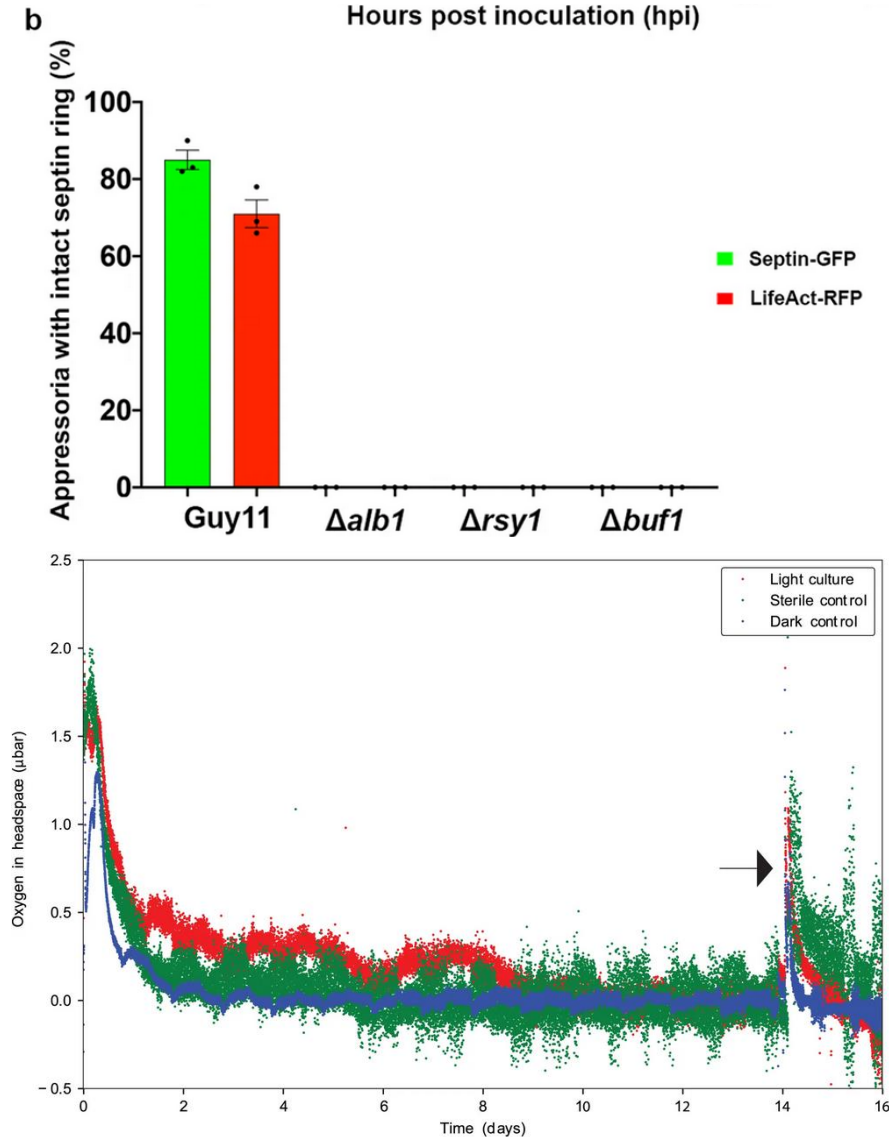 b
Hours post inoculation (hpi)
Appressoria with intact septin ring (%)
100
80
60
40
20
0
Guy11
Δalb1
Δrsy1
Δbuf1
Septin-GFP
LifeAct-RFP
2.5
2.0
1.5
1.0
0.5
0.0
−0.5
Oxygen in headspace (μbar)
Light culture
Sterile control
Dark control
0 2 4 6 8 10 12 14 16
Time (days)